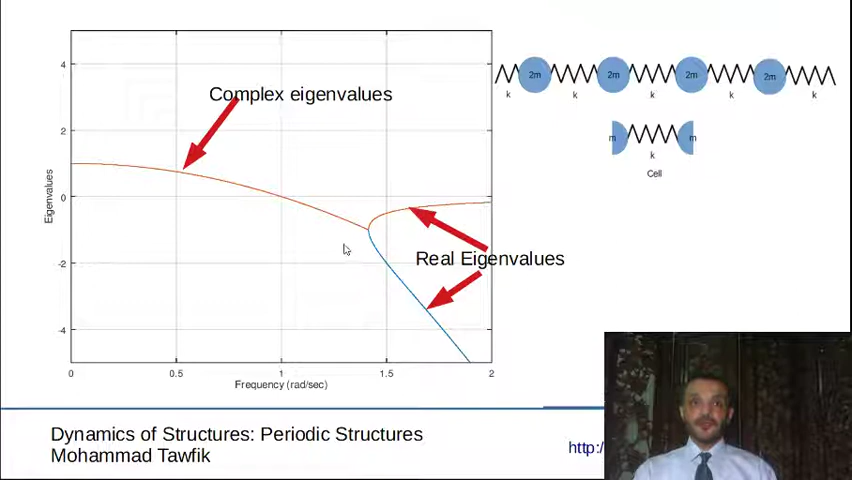 4
2
0
-2
-4
0
0.5
1
1.5
2
Eigenvalues
Frequency (rad/sec)
Complex eigenvalues
Real Eigenvalues
2m
2m
2m
2m
k
k
k
k
k
m
m
k
Cell
Dynamics of Structures: Periodic Structures
Mohammad Tawfik
http:/